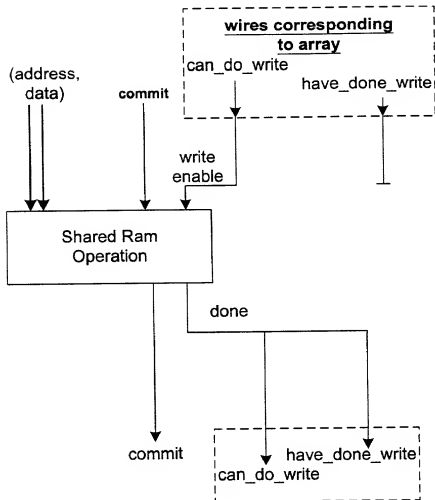 wires corresponding
to array
can_do_write
have_done_write
(address,
data)
commit
write
enable
Shared Ram
Operation
done
commit
have_done_write
can_do_write